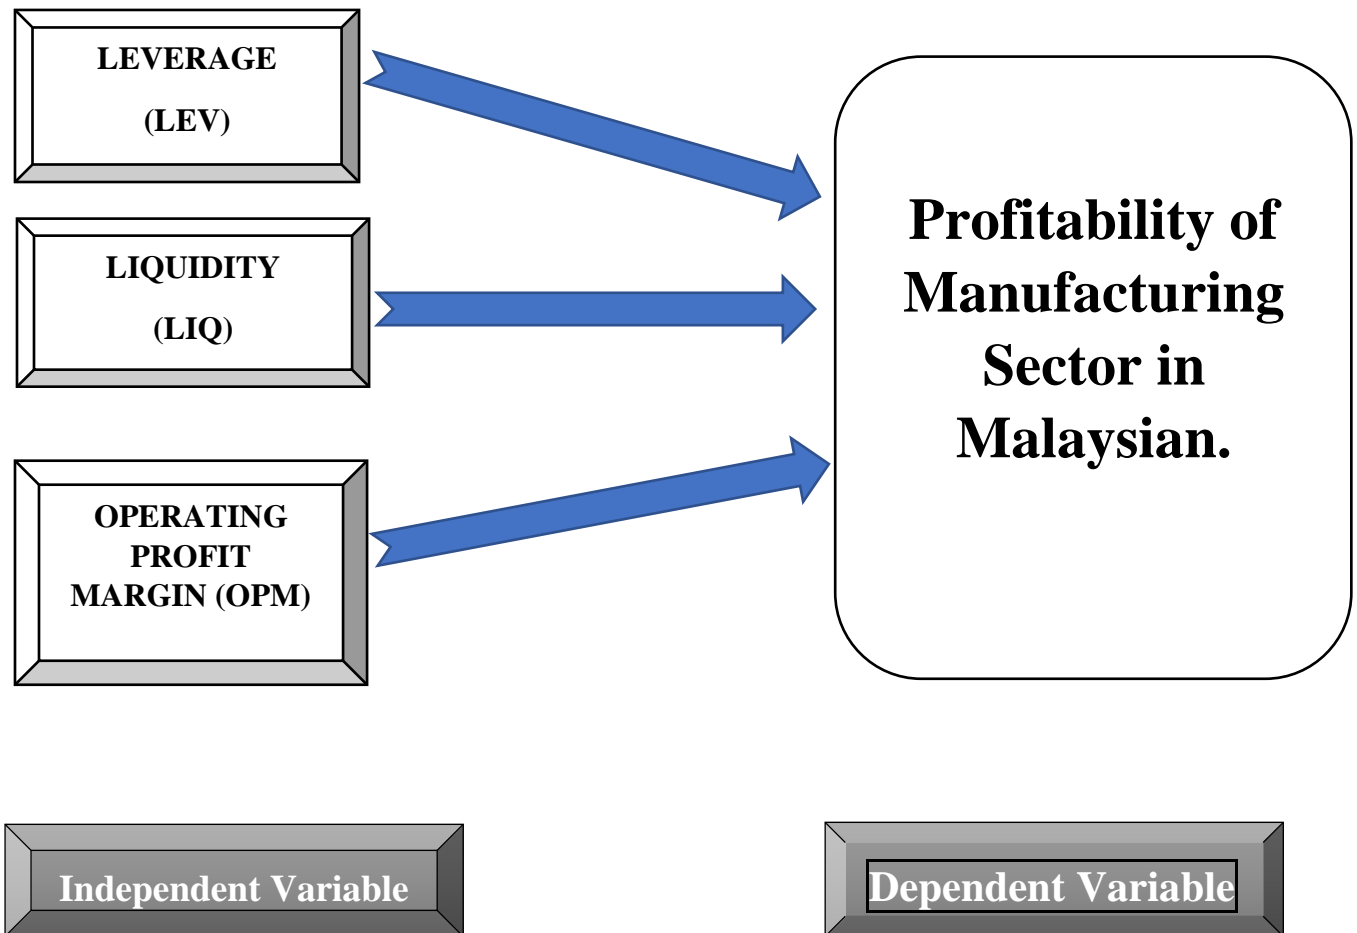 LEVERAGE
(LEV)
LIQUIDITY
(LIQ)
OPERATING
PROFIT
MARGIN (OPM)
Profitability of
Manufacturing
Sector in
Malaysian.
Independent Variable
Dependent Variable